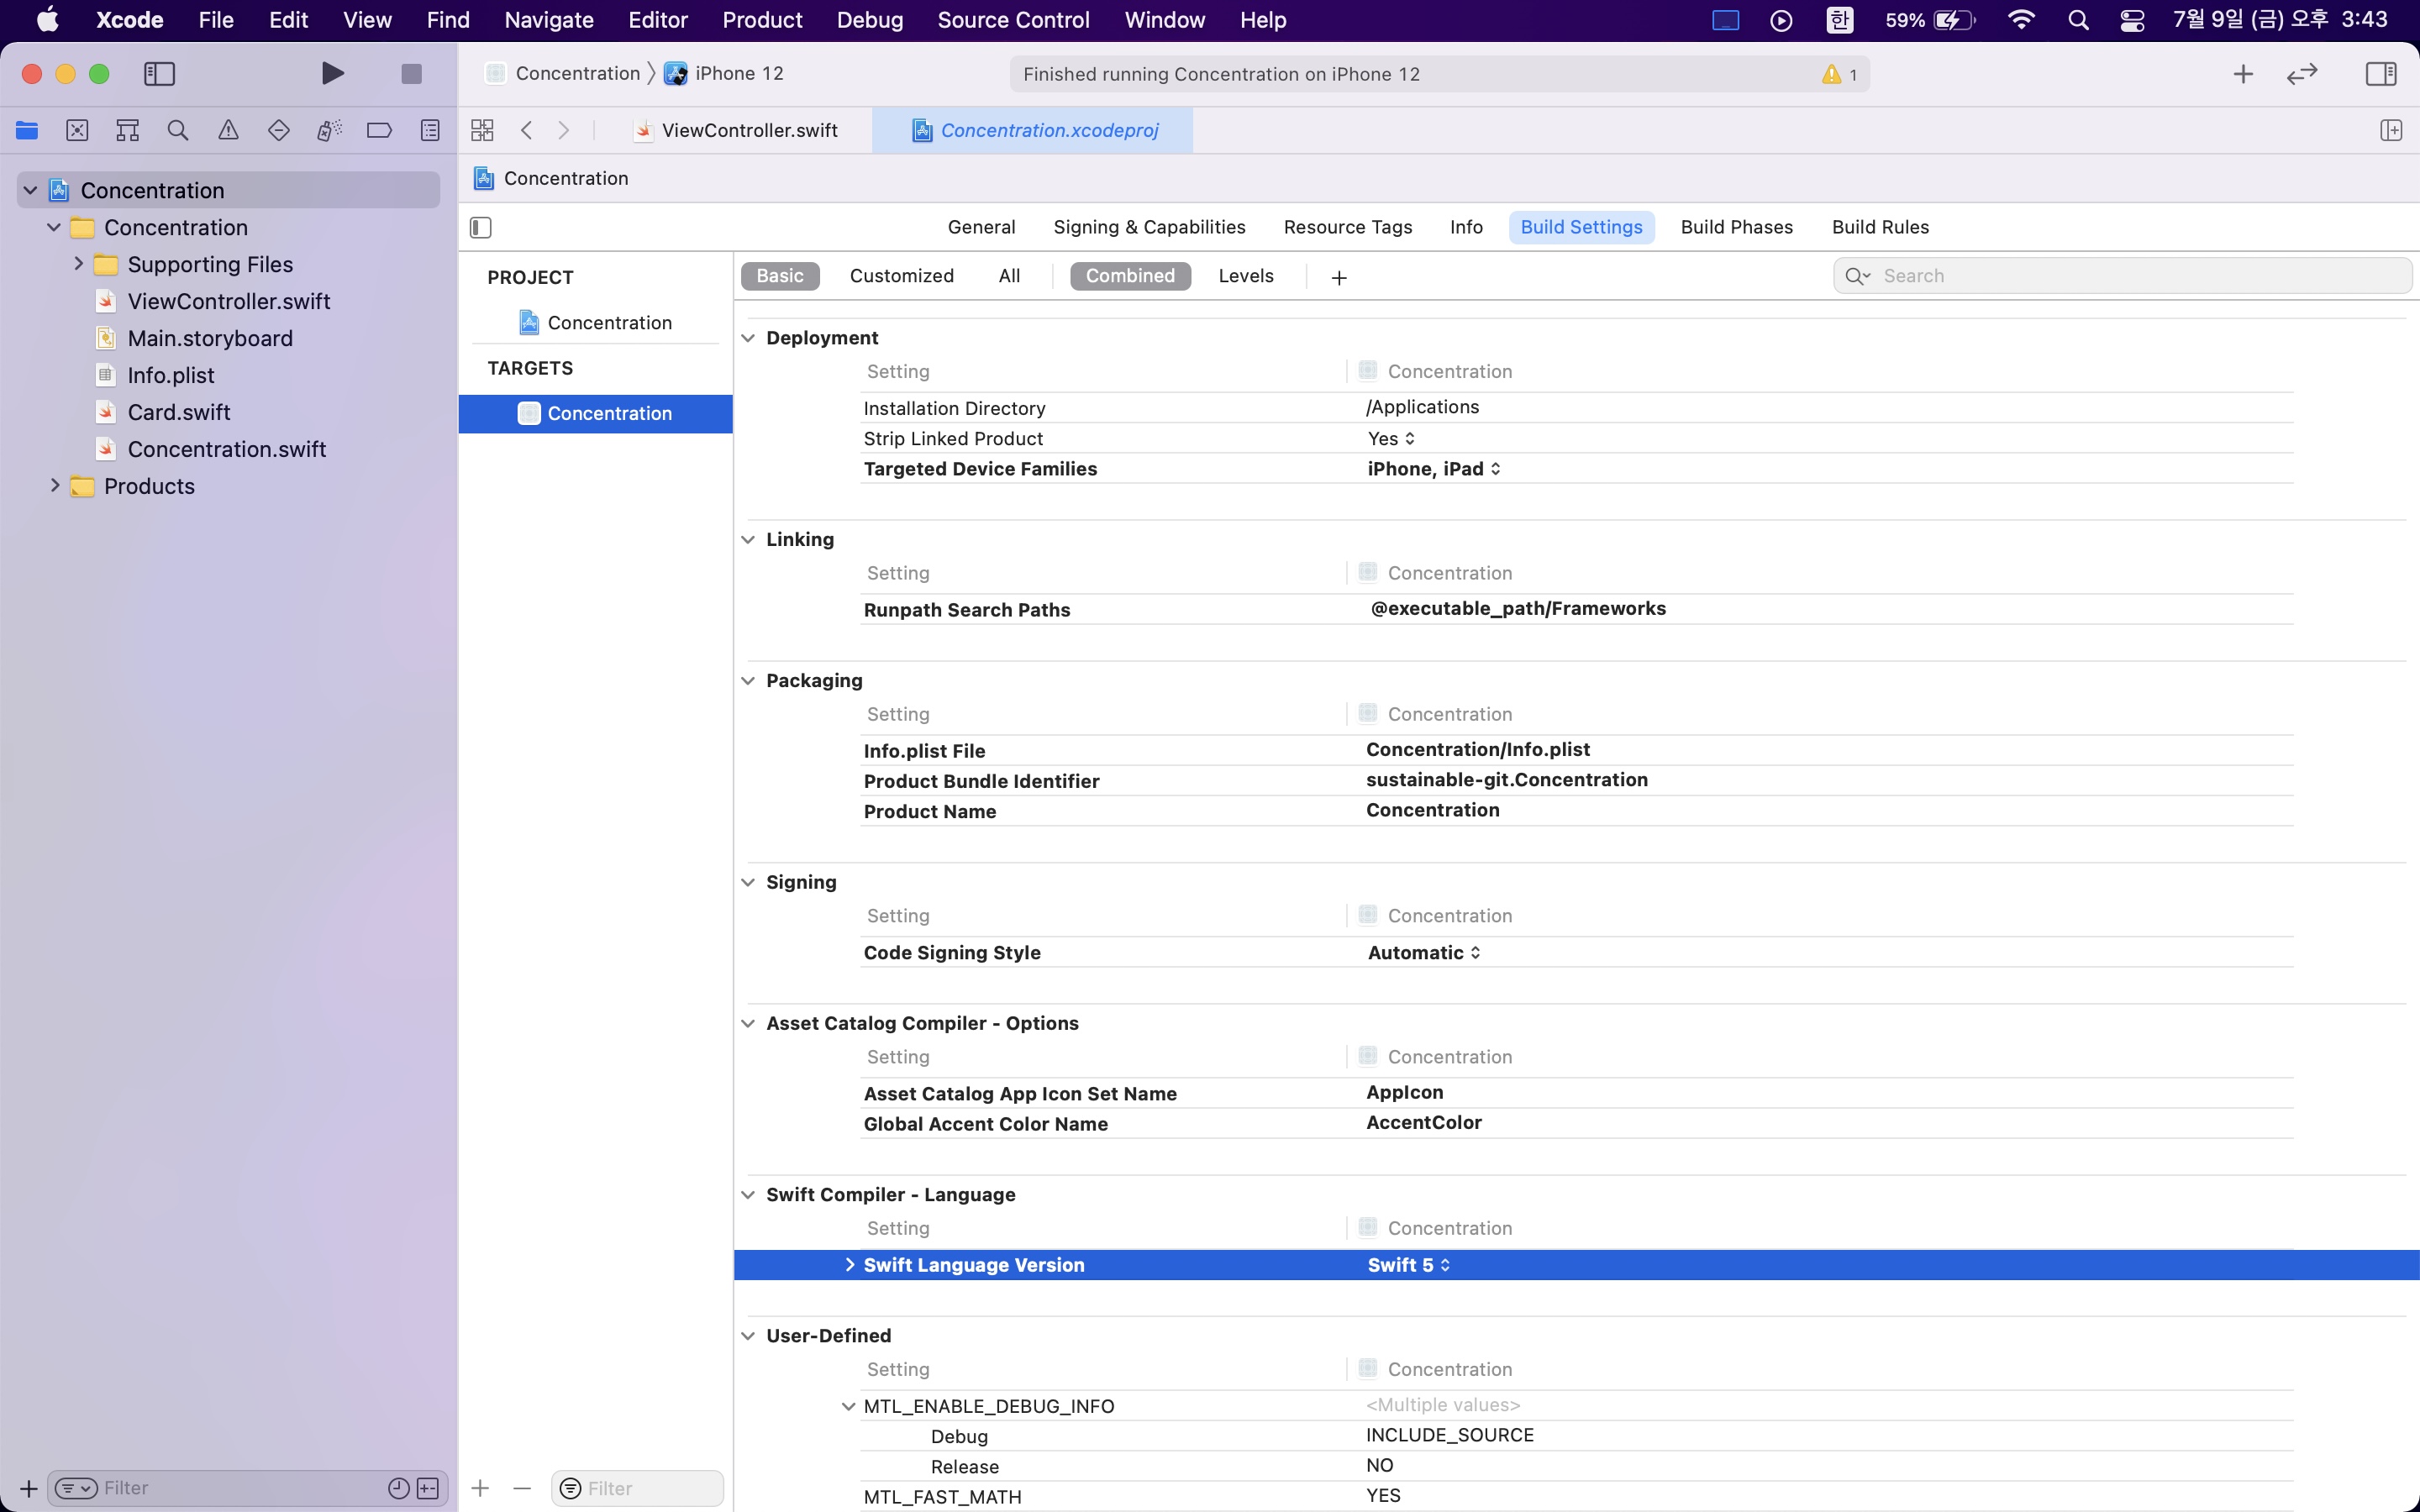 Xcode File Edit View Find Navigate Editor Product Debug Source Control Window Help 한 59% 7월 9일 (금) 오후 3:43
Concentration iPhone 12 Finished running Concentration on iPhone 12 1
ViewController.swift Concentration.xcodeproj
Concentration
Concentration
Concentration
Supporting Files
ViewController.swift
Main.storyboard
Info.plist
Card.swift
Concentration.swift
Products
Filter
General Signing & Capabilities Resource Tags Info Build Settings Build Phases Build Rules
PROJECT
Concentration
TARGETS
Concentration
Filter
Basic Customized All Combined Levels Search
Deployment
Setting Concentration
Installation Directory /Applications
Strip Linked Product Yes
Targeted Device Families iPhone, iPad
Linking
Setting Concentration
Runpath Search Paths @executable_path/Frameworks
Packaging
Setting Concentration
Info.plist File Concentration/Info.plist
Product Bundle Identifier sustainable-git.Concentration
Product Name Concentration
Signing
Setting Concentration
Code Signing Style Automatic
Asset Catalog Compiler - Options
Setting Concentration
Asset Catalog App Icon Set Name AppIcon
Global Accent Color Name AccentColor
Swift Compiler - Language
Setting Concentration
Swift Language Version Swift 5
User-Defined
Setting Concentration
MTL_ENABLE_DEBUG_INFO <Multiple values>
Debug INCLUDE_SOURCE
Release NO
MTL_FAST_MATH YES